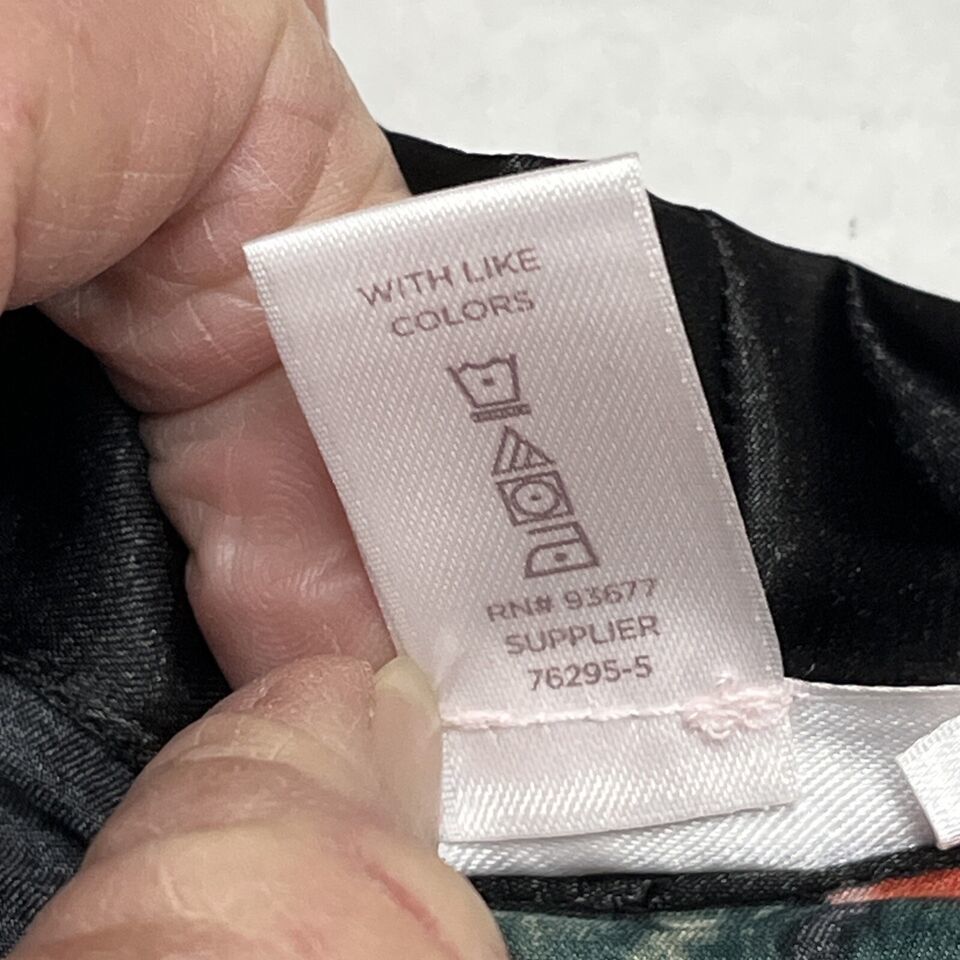 WITH LIKE
COLORS
RN# 93677
SUPPLIER
76295-5